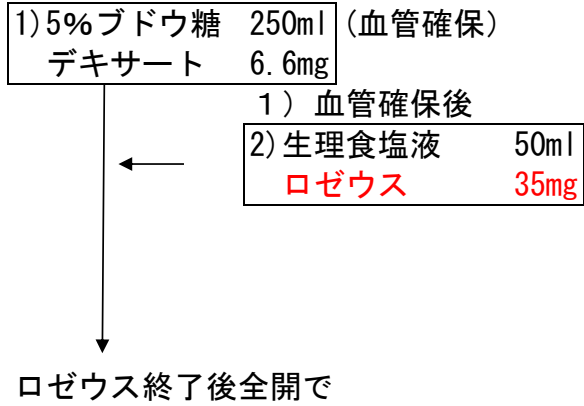 1)5%ブドウ糖 250ml (血管確保)
デキサート 6.6mg
1) 血管確保後
2)生理食塩液 50ml
ロゼウス 35mg
ロゼウス終了後全開で